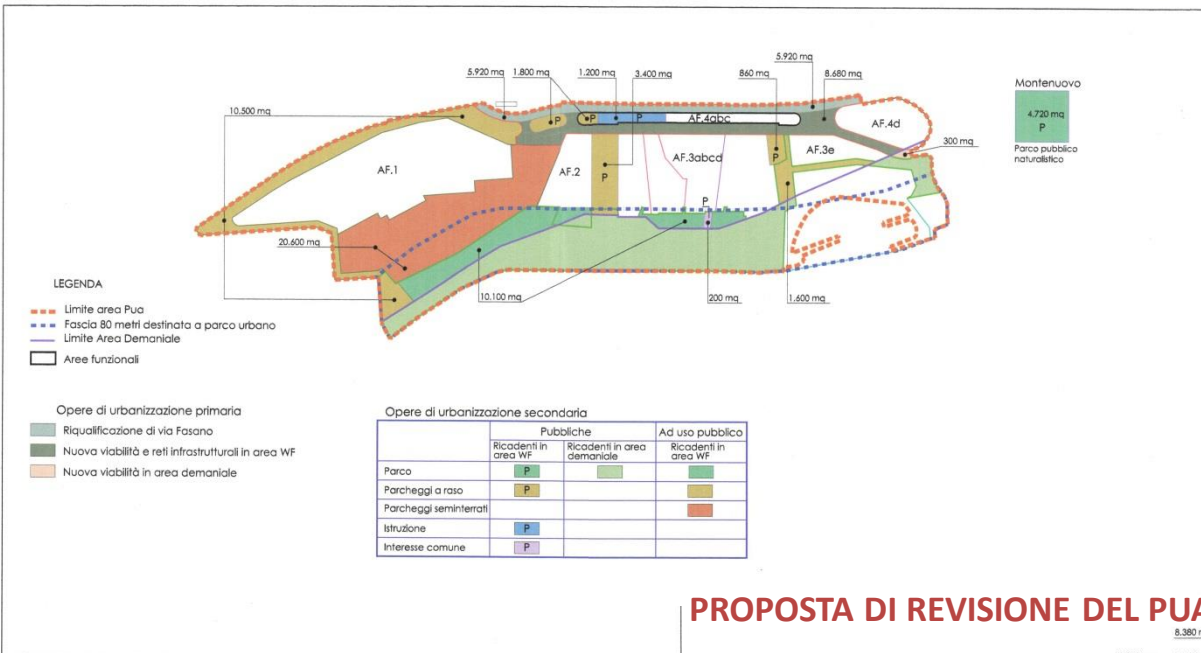 5.920 mq
1.800 mq
1.200 mq
3.400 mq
860 mq
5.920 mq
8.680 mq
10.500 mq
Montenuovo
4.720 mq
P
Parco pubblico
naturalistico
P
P
P
AF.4abc
AF.4d
300 mq
AF.1
AF.2
P
AF.3abcd
P
AF.3e
P
20.600 mq
10.100 mq
200 mq
1.600 mq
LEGENDA
Limite area Pua
Fascia 80 metri destinata a parco urbano
Limite Area Demaniale
Aree funzionali
Opere di urbanizzazione primaria
Riqualificazione di via Fasano
Nuova viabilità e reti infrastrutturali in area WF
Nuova viabilità in area demaniale
Opere di urbanizzazione secondaria
Pubbliche Ad uso pubblico
Ricadenti in area WF Ricadenti in area demaniale Ricadenti in area WF
Parco P
Parcheggi a raso P
Parcheggi seminterrati
Istruzione P
Interesse comune P
PROPOSTA DI REVISIONE DEL PUA
8.380